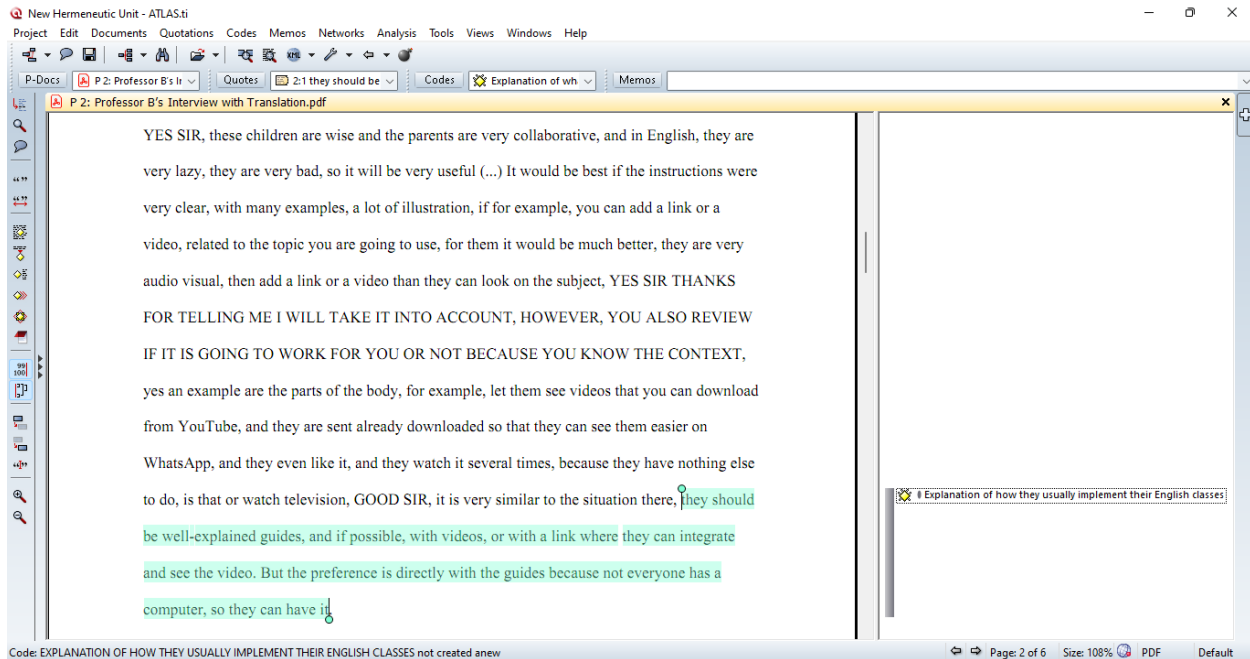 New Hermeneutic Unit - ATLAS.ti
Project Edit Documents Quotations Codes Memos Networks Analysis Tools Views Windows Help
P-Docs P 2: Professor B's Ir Quotes 2:1 they should be Codes Explanation of wh Memos
P 2: Professor B's Interview with Translation.pdf
YES SIR, these children are wise and the parents are very collaborative, and in English, they are
very lazy, they are very bad, so it will be very useful (...) It would be best if the instructions were
very clear, with many examples, a lot of illustration, if for example, you can add a link or a
video, related to the topic you are going to use, for them it would be much better, they are very
audio visual, then add a link or a video than they can look on the subject, YES SIR THANKS
FOR TELLING ME I WILL TAKE IT INTO ACCOUNT, HOWEVER, YOU ALSO REVIEW
IF IT IS GOING TO WORK FOR YOU OR NOT BECAUSE YOU KNOW THE CONTEXT,
yes an example are the parts of the body, for example, let them see videos that you can download
from YouTube, and they are sent already downloaded so that they can see them easier on
WhatsApp, and they even like it, and they watch it several times, because they have nothing else
to do, is that or watch television, GOOD SIR, it is very similar to the situation there, they should
be well-explained guides, and if possible, with videos, or with a link where they can integrate
and see the video. But the preference is directly with the guides because not everyone has a
computer, so they can have it.
Explanation of how they usually implement their English classes
Code: EXPLANATION OF HOW THEY USUALLY IMPLEMENT THEIR ENGLISH CLASSES not created anew
Page: 2 of 6 Size: 108% PDF Default